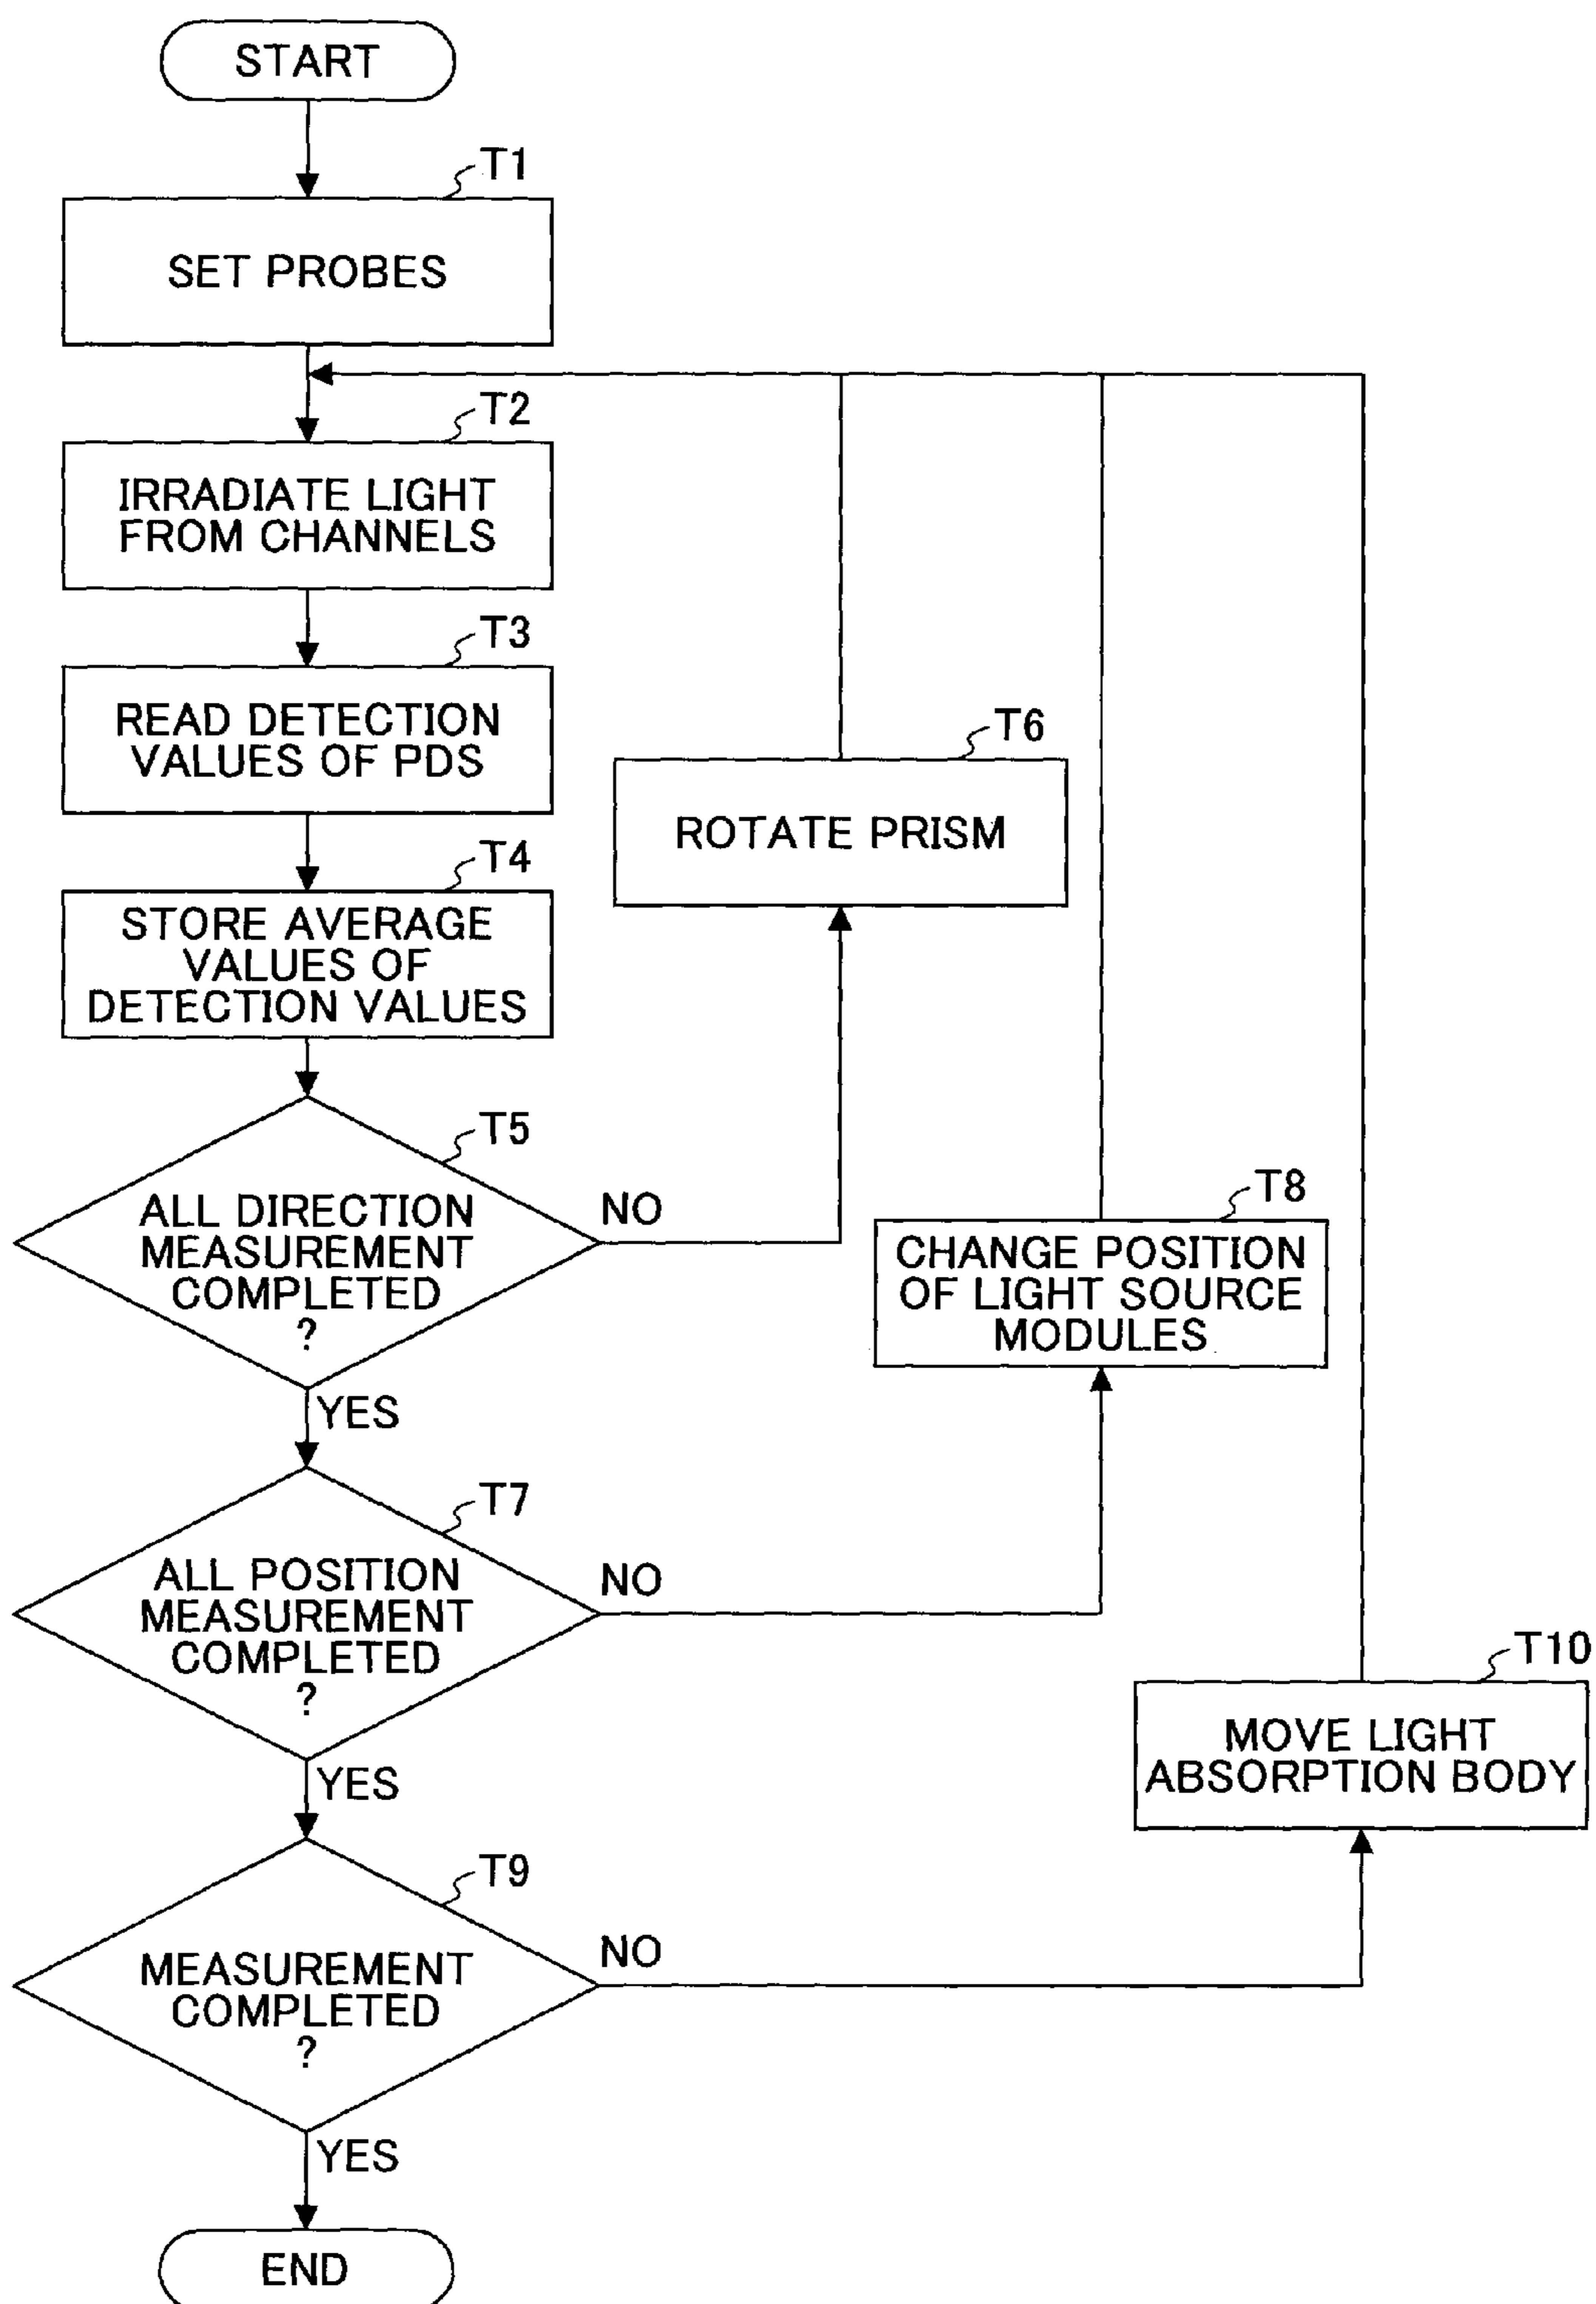 START
T1
SET PROBES
T2
IRRADIATE LIGHT
FROM CHANNELS
T3
READ DETECTION
VALUES OF PDS
T6
ROTATE PRISM
T4
STORE AVERAGE
VALUES OF
DETECTION VALUES
T5
ALL DIRECTION
MEASUREMENT
COMPLETED
?
NO
YES
T8
CHANGE POSITION
OF LIGHT SOURCE
MODULES
T7
ALL POSITION
MEASUREMENT
COMPLETED
?
NO
YES
T10
MOVE LIGHT
ABSORPTION BODY
T9
MEASUREMENT
COMPLETED
?
NO
YES
END